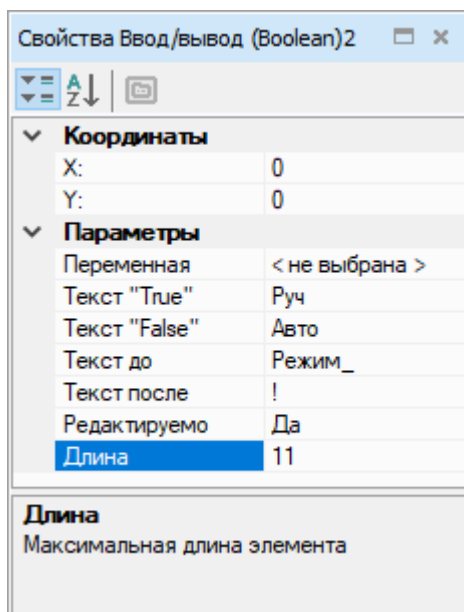 Свойства Ввод/вывод (Boolean)2
Координаты
X: 0
Y: 0
Параметры
Переменная < не выбрана >
Текст "True" Руч
Текст "False" Авто
Текст до Режим_
Текст после !
Редактируемо Да
Длина 11
Длина
Максимальная длина элемента